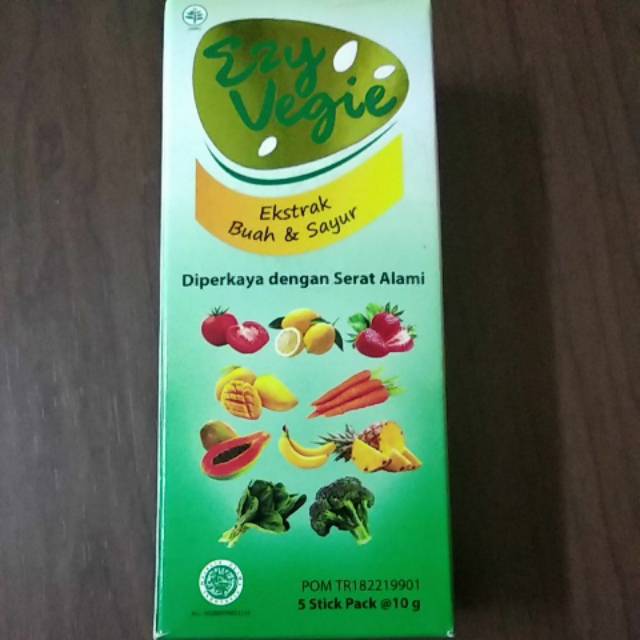 Ezy
Vegie
Ekstrak
Buah & Sayur
Diperkaya dengan Serat Alami
POM TR182219901
5 Stick Pack @10 g